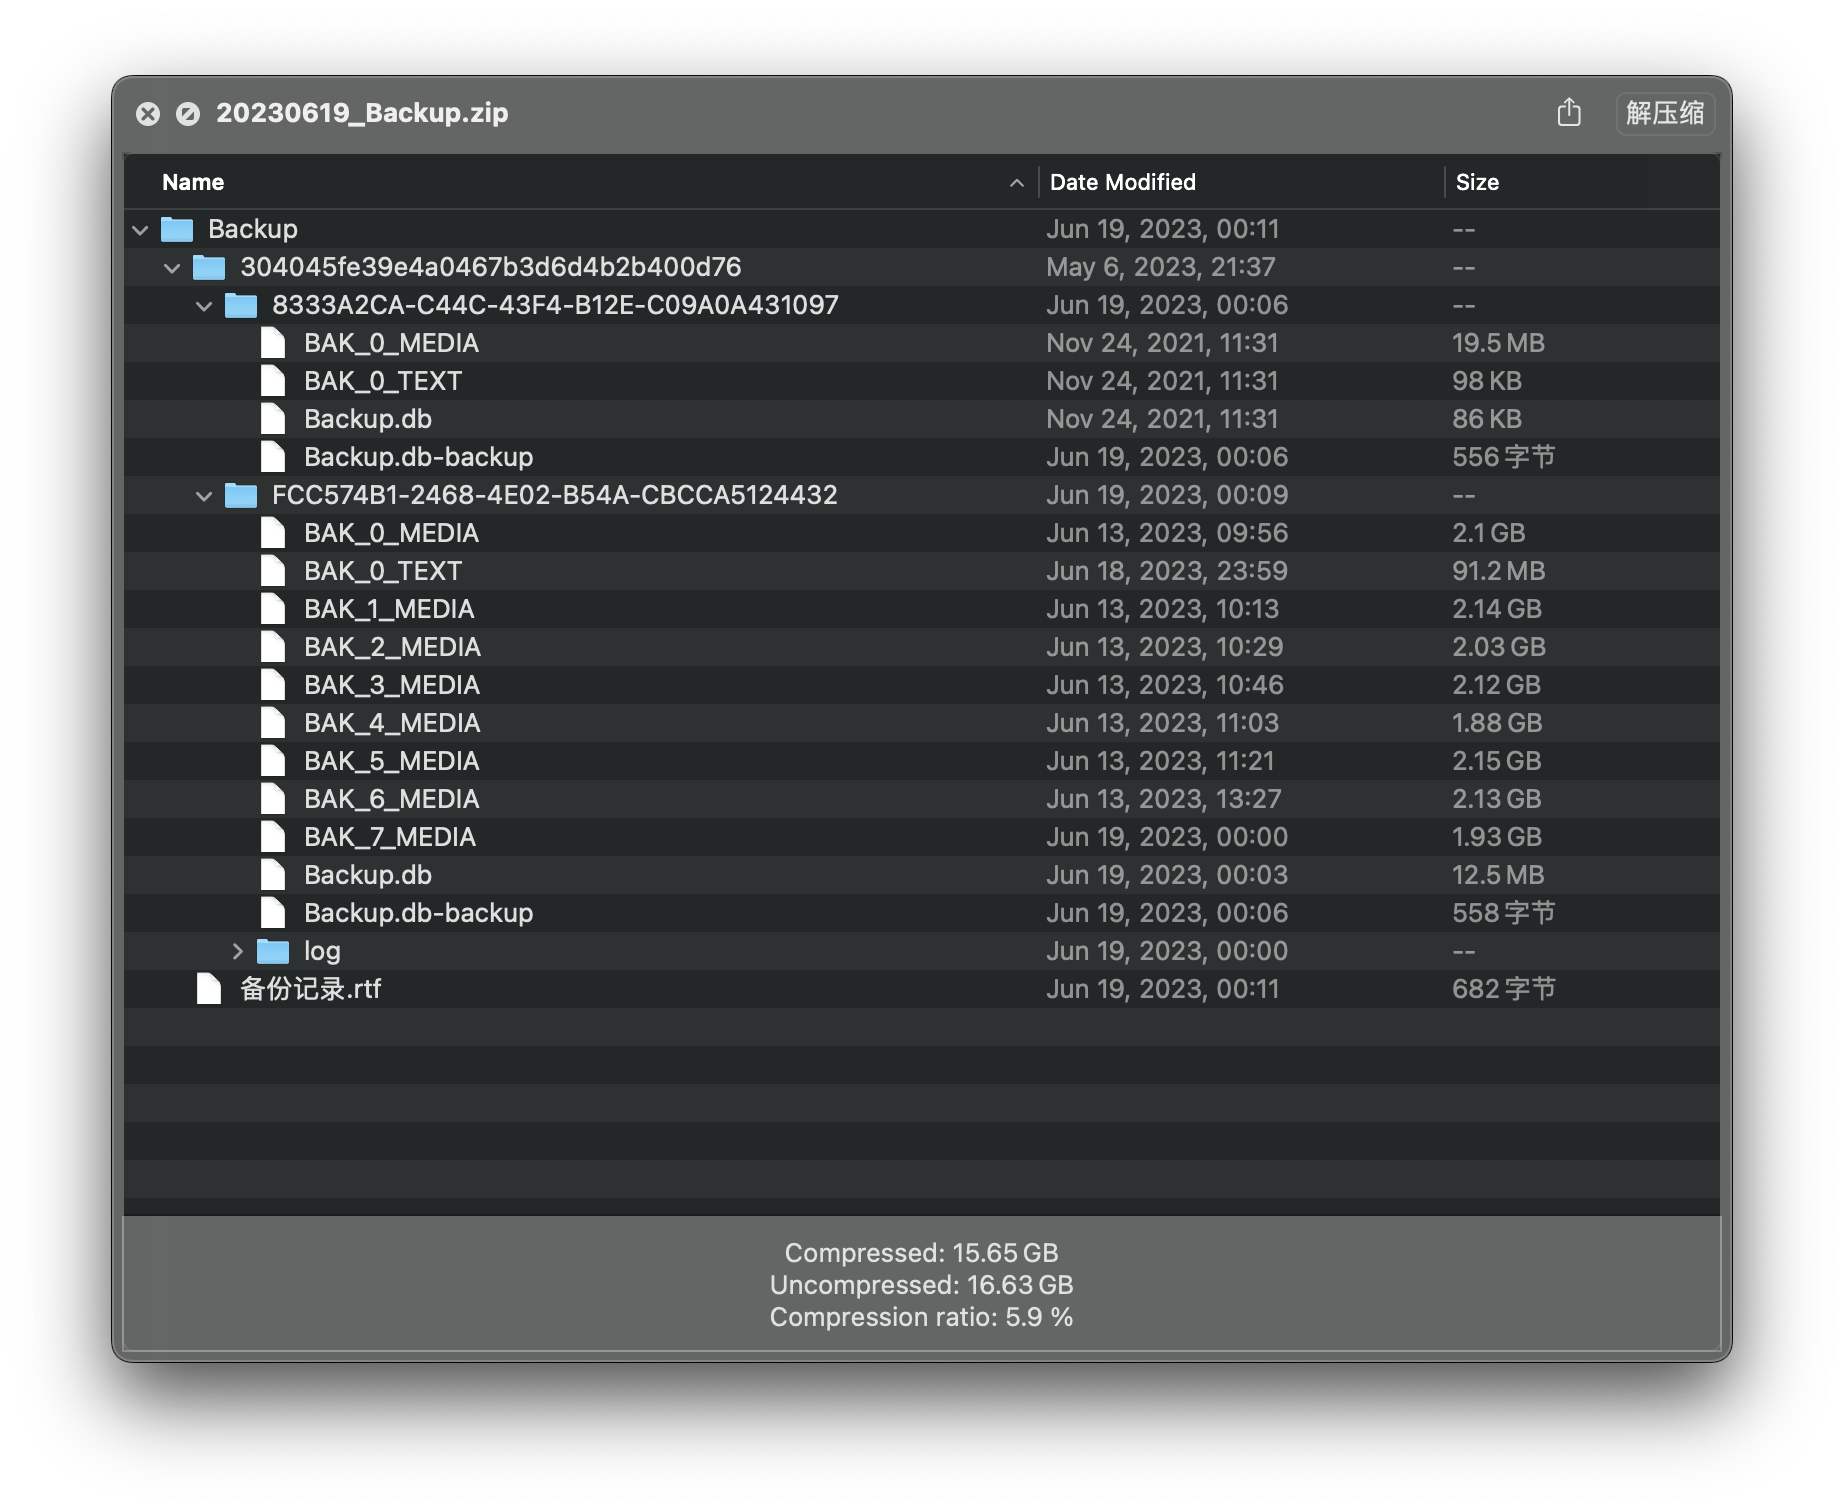 20230619_Backup.zip
解压缩
Name Date Modified Size
Backup Jun 19, 2023, 00:11 --
304045fe39e4a0467b3d6d4b2b400d76 May 6, 2023, 21:37 --
8333A2CA-C44C-43F4-B12E-C09A0A431097 Jun 19, 2023, 00:06 --
BAK_0_MEDIA Nov 24, 2021, 11:31 19.5 MB
BAK_0_TEXT Nov 24, 2021, 11:31 98 KB
Backup.db Nov 24, 2021, 11:31 86 KB
Backup.db-backup Jun 19, 2023, 00:06 556 字节
FCC574B1-2468-4E02-B54A-CBCCA5124432 Jun 19, 2023, 00:09 --
BAK_0_MEDIA Jun 13, 2023, 09:56 2.1 GB
BAK_0_TEXT Jun 18, 2023, 23:59 91.2 MB
BAK_1_MEDIA Jun 13, 2023, 10:13 2.14 GB
BAK_2_MEDIA Jun 13, 2023, 10:29 2.03 GB
BAK_3_MEDIA Jun 13, 2023, 10:46 2.12 GB
BAK_4_MEDIA Jun 13, 2023, 11:03 1.88 GB
BAK_5_MEDIA Jun 13, 2023, 11:21 2.15 GB
BAK_6_MEDIA Jun 13, 2023, 13:27 2.13 GB
BAK_7_MEDIA Jun 19, 2023, 00:00 1.93 GB
Backup.db Jun 19, 2023, 00:03 12.5 MB
Backup.db-backup Jun 19, 2023, 00:06 558 字节
log Jun 19, 2023, 00:00 --
备份记录.rtf Jun 19, 2023, 00:11 682 字节
Compressed: 15.65 GB
Uncompressed: 16.63 GB
Compression ratio: 5.9 %